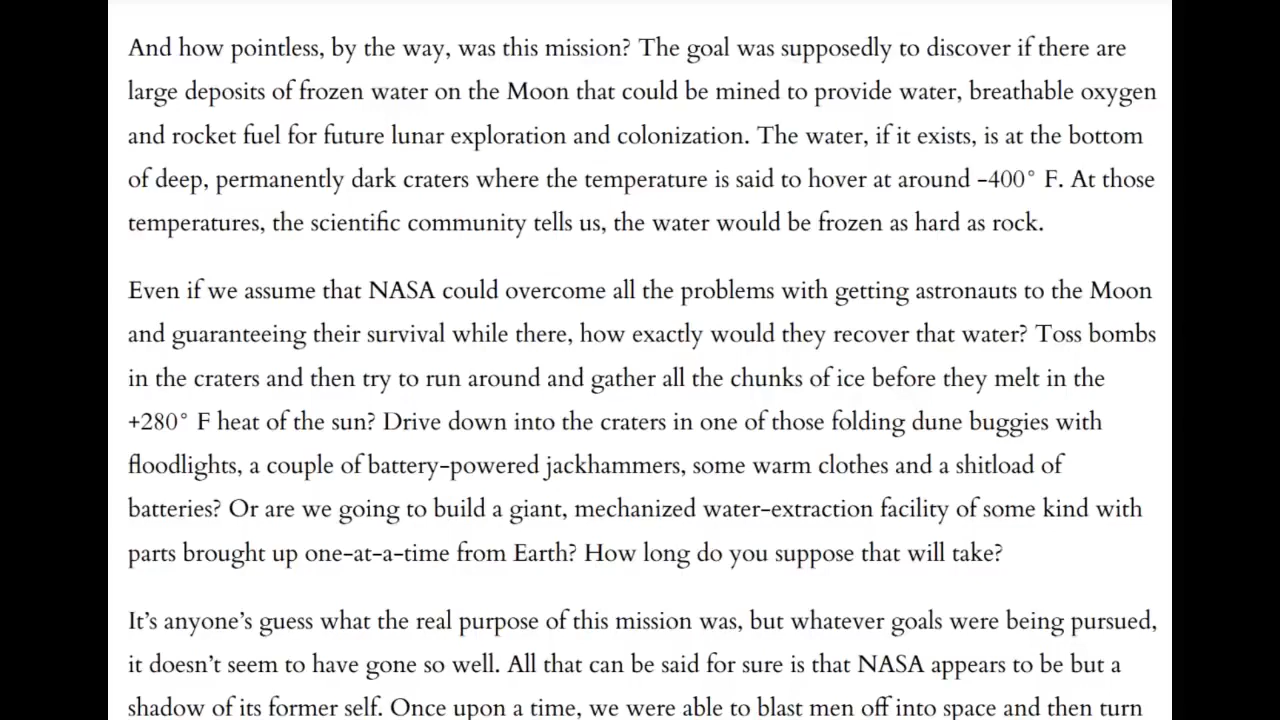 And how pointless, by the way, was this mission? The goal was supposedly to discover if there are
large deposits of frozen water on the Moon that could be mined to provide water, breathable oxygen
and rocket fuel for future lunar exploration and colonization. The water, if it exists, is at the bottom
of deep, permanently dark craters where the temperature is said to hover at around -400° F. At those
temperatures, the scientific community tells us, the water would be frozen as hard as rock.
Even if we assume that NASA could overcome all the problems with getting astronauts to the Moon
and guaranteeing their survival while there, how exactly would they recover that water? Toss bombs
in the craters and then try to run around and gather all the chunks of ice before they melt in the
+280° F heat of the sun? Drive down into the craters in one of those folding dune buggies with
floodlights, a couple of battery-powered jackhammers, some warm clothes and a shitload of
batteries? Or are we going to build a giant, mechanized water-extraction facility of some kind with
parts brought up one-at-a-time from Earth? How long do you suppose that will take?
It’s anyone’s guess what the real purpose of this mission was, but whatever goals were being pursued,
it doesn’t seem to have gone so well. All that can be said for sure is that NASA appears to be but a
shadow of its former self. Once upon a time, we were able to blast men off into space and then turn